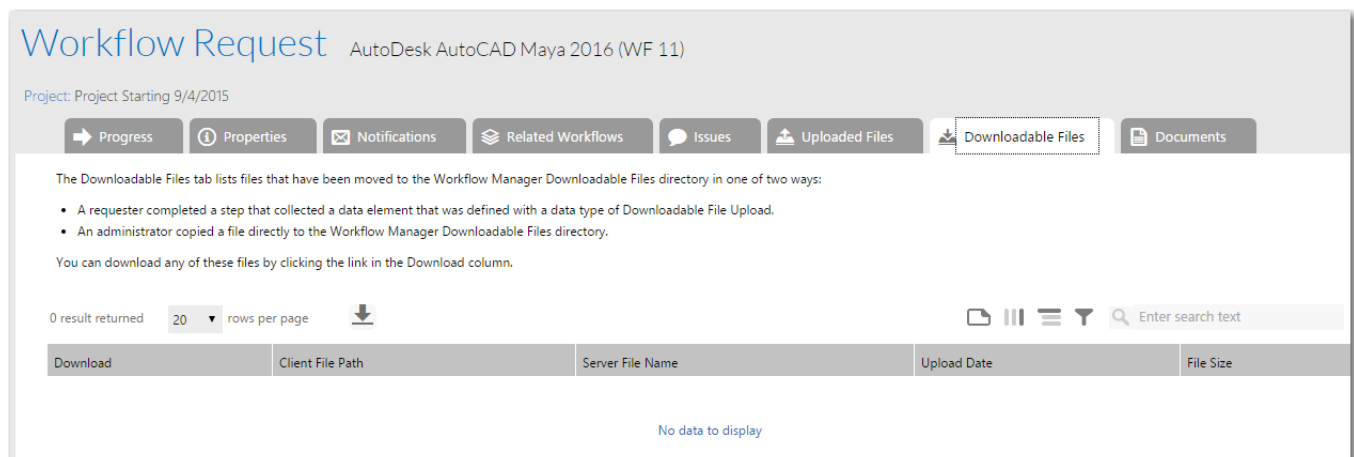 Workflow Request AutoDesk AutoCAD Maya 2016 (WF 11)
Project: Project Starting 9/4/2015
Progress Properties Notifications Related Workflows Issues Uploaded Files Downloadable Files Documents
The Downloadable Files tab lists files that have been moved to the Workflow Manager Downloadable Files directory in one of two ways:
• A requester completed a step that collected a data element that was defined with a data type of Downloadable File Upload.
• An administrator copied a file directly to the Workflow Manager Downloadable Files directory.
You can download any of these files by clicking the link in the Download column.
0 result returned 20 rows per page Enter search text
Download Client File Path Server File Name Upload Date File Size
No data to display